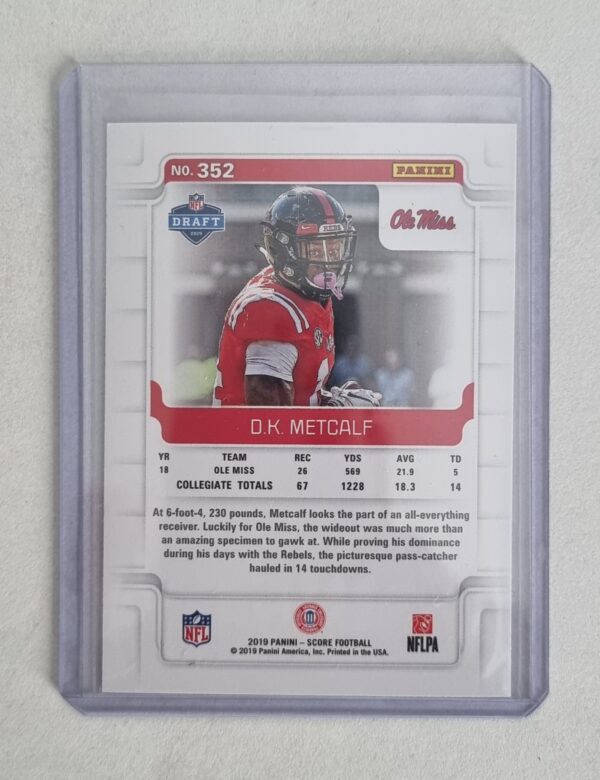 NO. 352
PANINI
NFL
DRAFT
2019
Ole Miss
D.K. METCALF
YR TEAM REC YDS AVG TD
18 OLE MISS 26 569 21.9 5
COLLEGIATE TOTALS 67 1228 18.3 14
At 6-foot-4, 230 pounds, Metcalf looks the part of an all-everything
receiver. Luckily for Ole Miss, the wideout was much more than
an amazing specimen to gawk at. While proving his dominance
during his days with the Rebels, the picturesque pass-catcher
hauled in 14 touchdowns.
NFL
NFLPA
2019 PANINI – SCORE FOOTBALL
© 2019 Panini America, Inc. Printed in the USA.